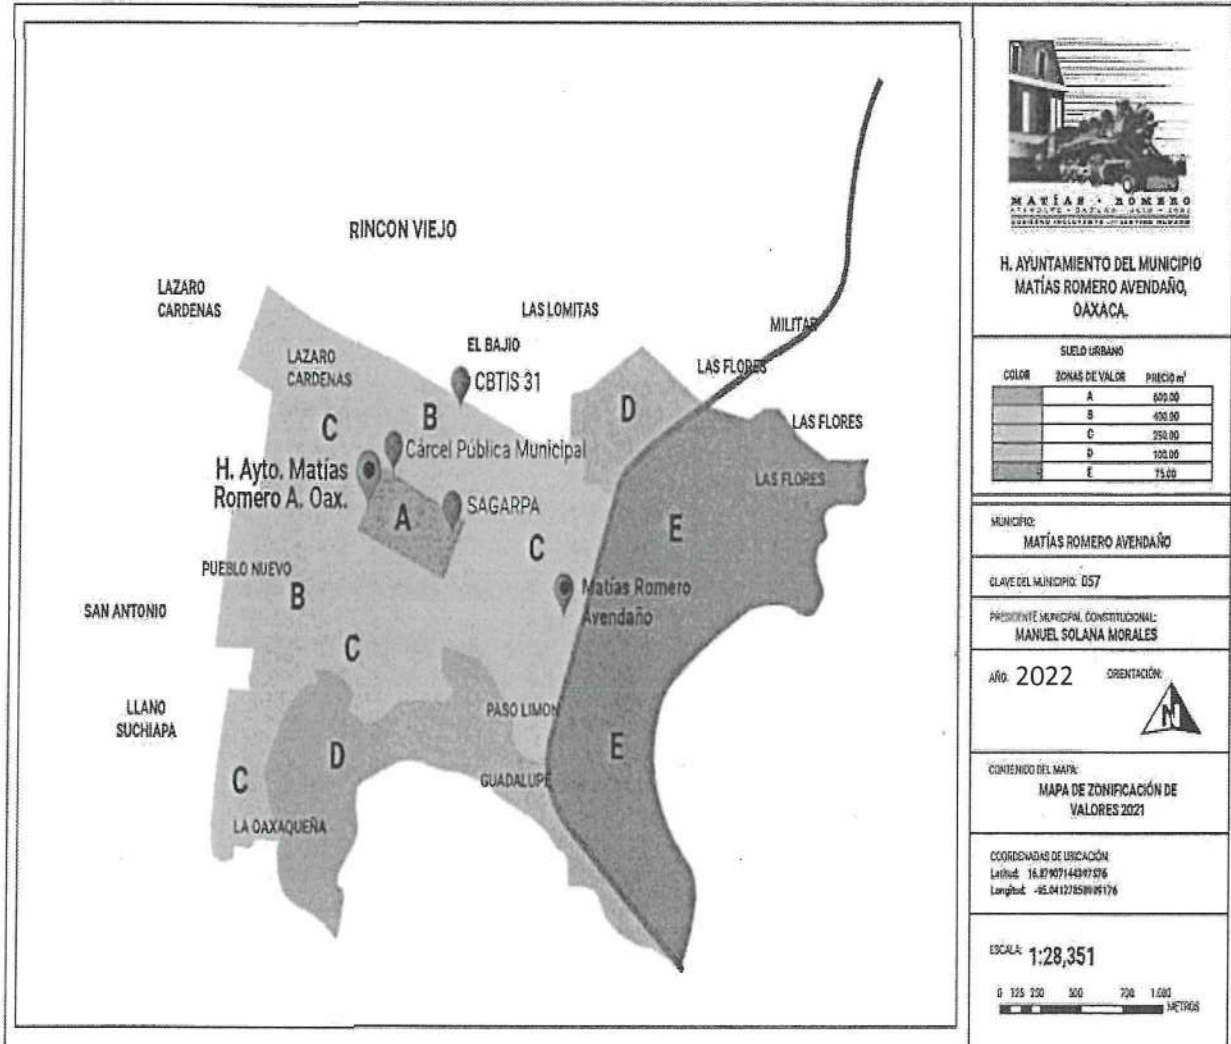 RINCON VIEJO
LAZARO
CARDENAS
LAS LOMITAS
MILITAR
EL BAJIO
LAZARO
CARDENAS
CBTIS 31
LAS FLORES
B
D
C
LAS FLORES
Cárcel Pública Municipal
H. Ayto. Matías
Romero A. Oax.
LAS FLORES
A
SAGARPA
E
C
PUEBLO NUEVO
B
Matías Romero
Avendaño
SAN ANTONIO
C
LLANO
SUCHIAPA
PASO LIMON
D
E
C
GUADALUPE
LA OAXAQUEÑA
MATÍAS • ROMERO
H. AYUNTAMIENTO DEL MUNICIPIO
MATÍAS ROMERO AVENDAÑO,
OAXACA.
SUELO URBANO
COLOR ZONAS DE VALOR PRECIO m²
A 600.00
B 400.00
C 250.00
D 100.00
E 75.00
MUNICIPIO:
MATÍAS ROMERO AVENDAÑO
CLAVE DEL MUNICIPIO: 057
PRESIDENTE MUNICIPAL CONSTITUCIONAL:
MANUEL SOLANA MORALES
AÑO: 2022 ORIENTACIÓN:
N
CONTENIDO DEL MAPA:
MAPA DE ZONIFICACIÓN DE
VALORES 2021
COORDENADAS DE UBICACIÓN:
Latitud:
Longitud:
ESCALA: 1:28,351
0 125 250 500 700 1.000
METROS